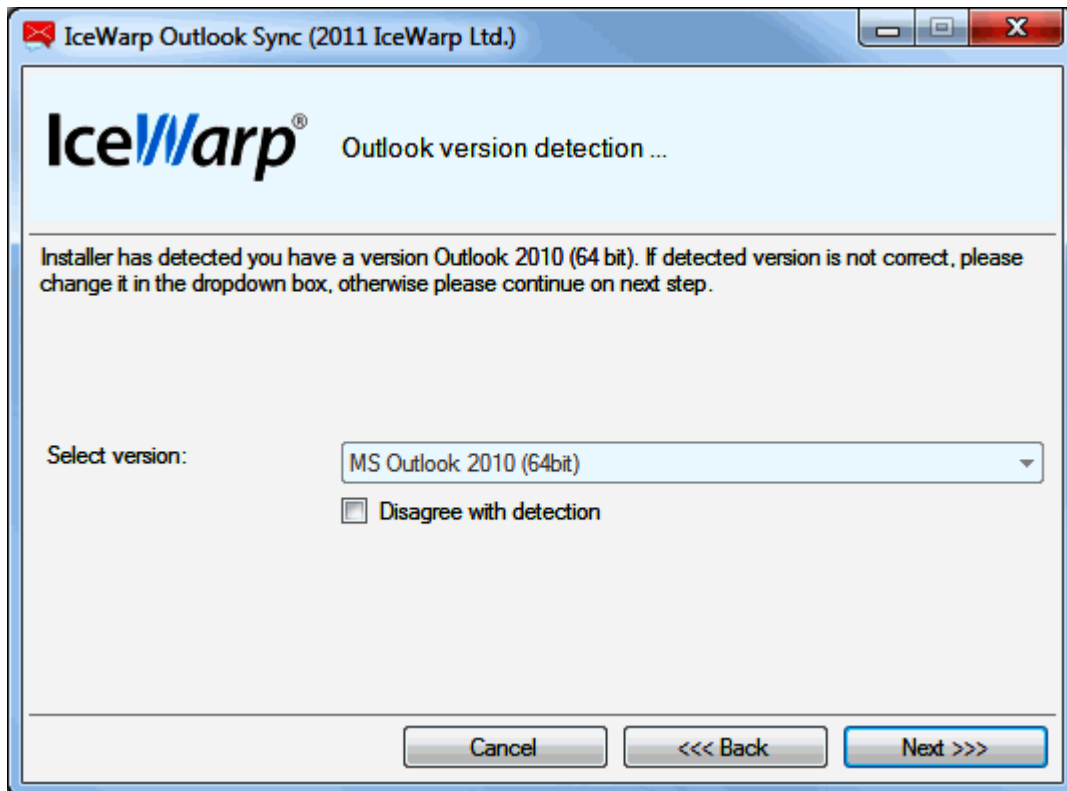 IceWarp Outlook Sync (2011 IceWarp Ltd.)
IceWarp®
Outlook version detection ...
Installer has detected you have a version Outlook 2010 (64 bit). If detected version is not correct, please
change it in the dropdown box, otherwise please continue on next step.
Select version:
MS Outlook 2010 (64bit)
Disagree with detection
Cancel
<<< Back
Next >>>